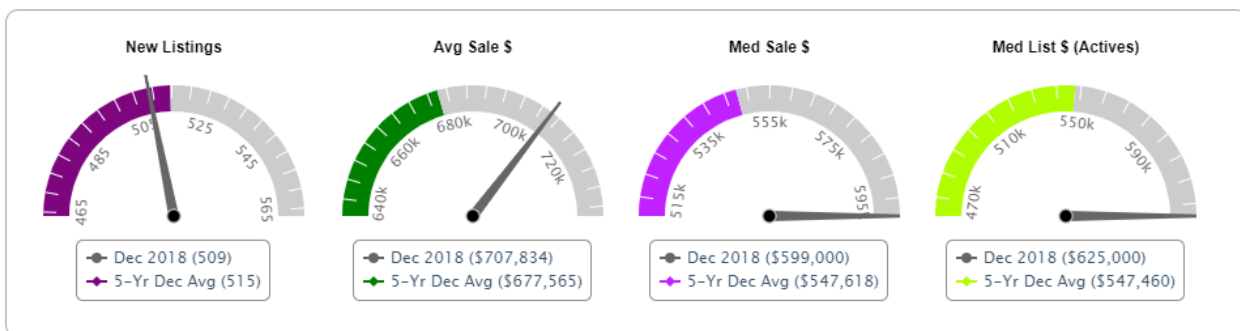 New Listings
465
485
505
525
545
565
Dec 2018 (509)
5-Yr Dec Avg (515)
Avg Sale $
640k
660k
680k
700k
720k
Dec 2018 ($707,834)
5-Yr Dec Avg ($677,565)
Med Sale $
515k
535k
555k
575k
595k
Dec 2018 ($599,000)
5-Yr Dec Avg ($547,618)
Med List $ (Actives)
470k
510k
550k
590k
Dec 2018 ($625,000)
5-Yr Dec Avg ($547,460)